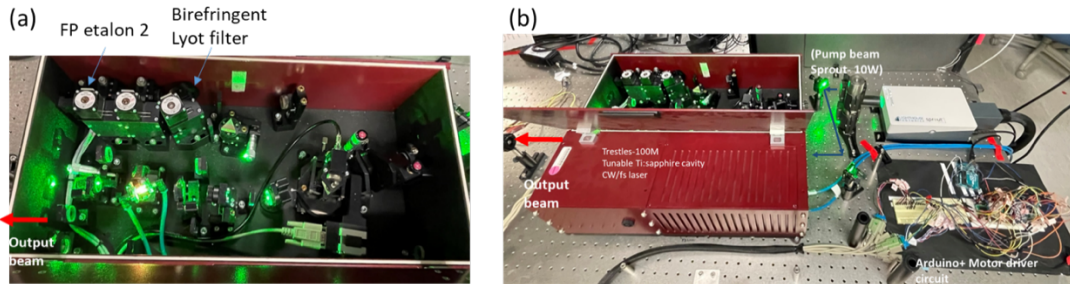 (a)
FP etalon 2
Birefringent
Lyot filter
Output
beam
(b)
(Pump beam
Sprout- 10W)
Trestles-100M
Tunable Ti:sapphire cavity
CW/fs laser
Output
beam
Arduino+ Motor driver
circuit